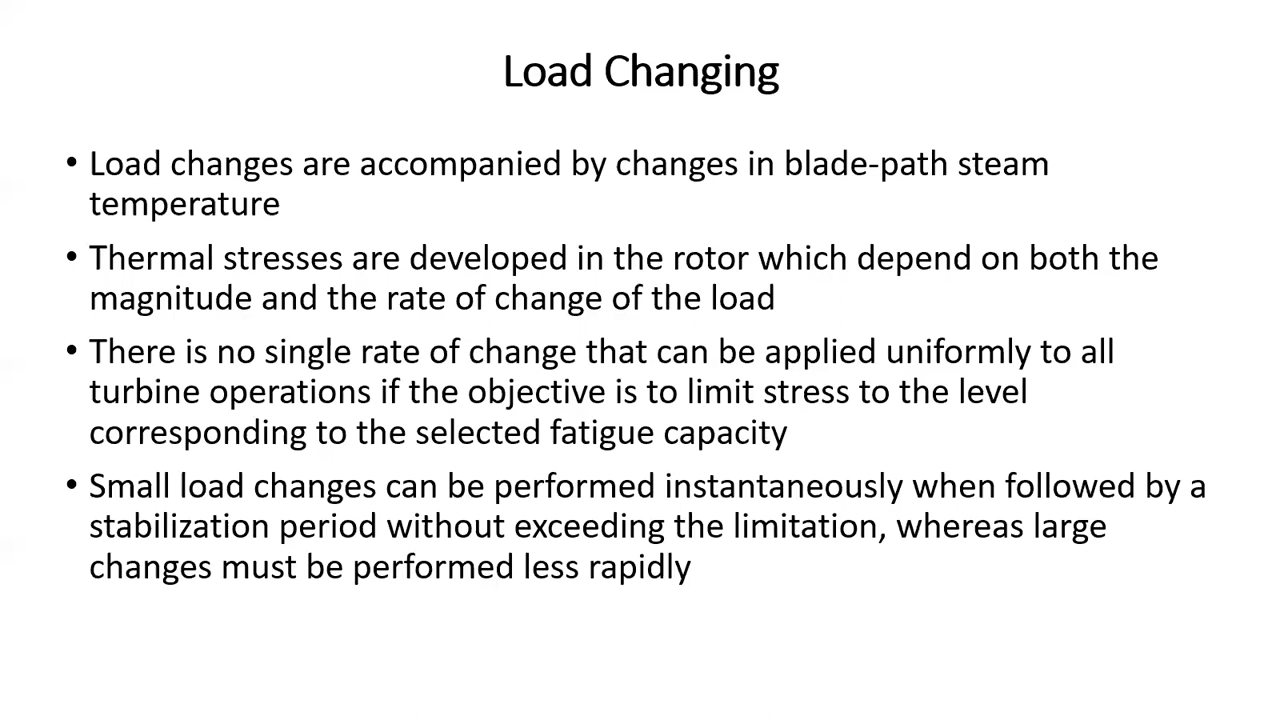 Load Changing
• Load changes are accompanied by changes in blade-path steam
temperature
• Thermal stresses are developed in the rotor which depend on both the
magnitude and the rate of change of the load
• There is no single rate of change that can be applied uniformly to all
turbine operations if the objective is to limit stress to the level
corresponding to the selected fatigue capacity
• Small load changes can be performed instantaneously when followed by a
stabilization period without exceeding the limitation, whereas large
changes must be performed less rapidly